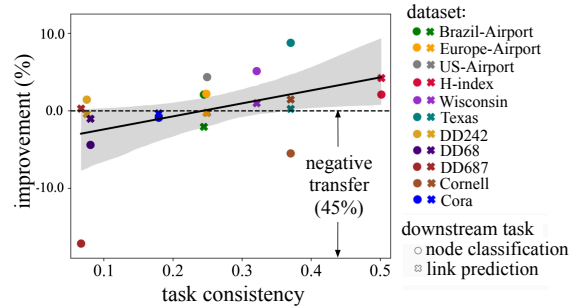 improvement (%)
10.0
0.0
-10.0
0.1
0.2
0.3
0.4
0.5
task consistency
negative
transfer
(45%)
dataset:
Brazil-Airport
Europe-Airport
US-Airport
H-index
Wisconsin
Texas
DD242
DD68
DD687
Cornell
Cora
downstream task
node classification
link prediction